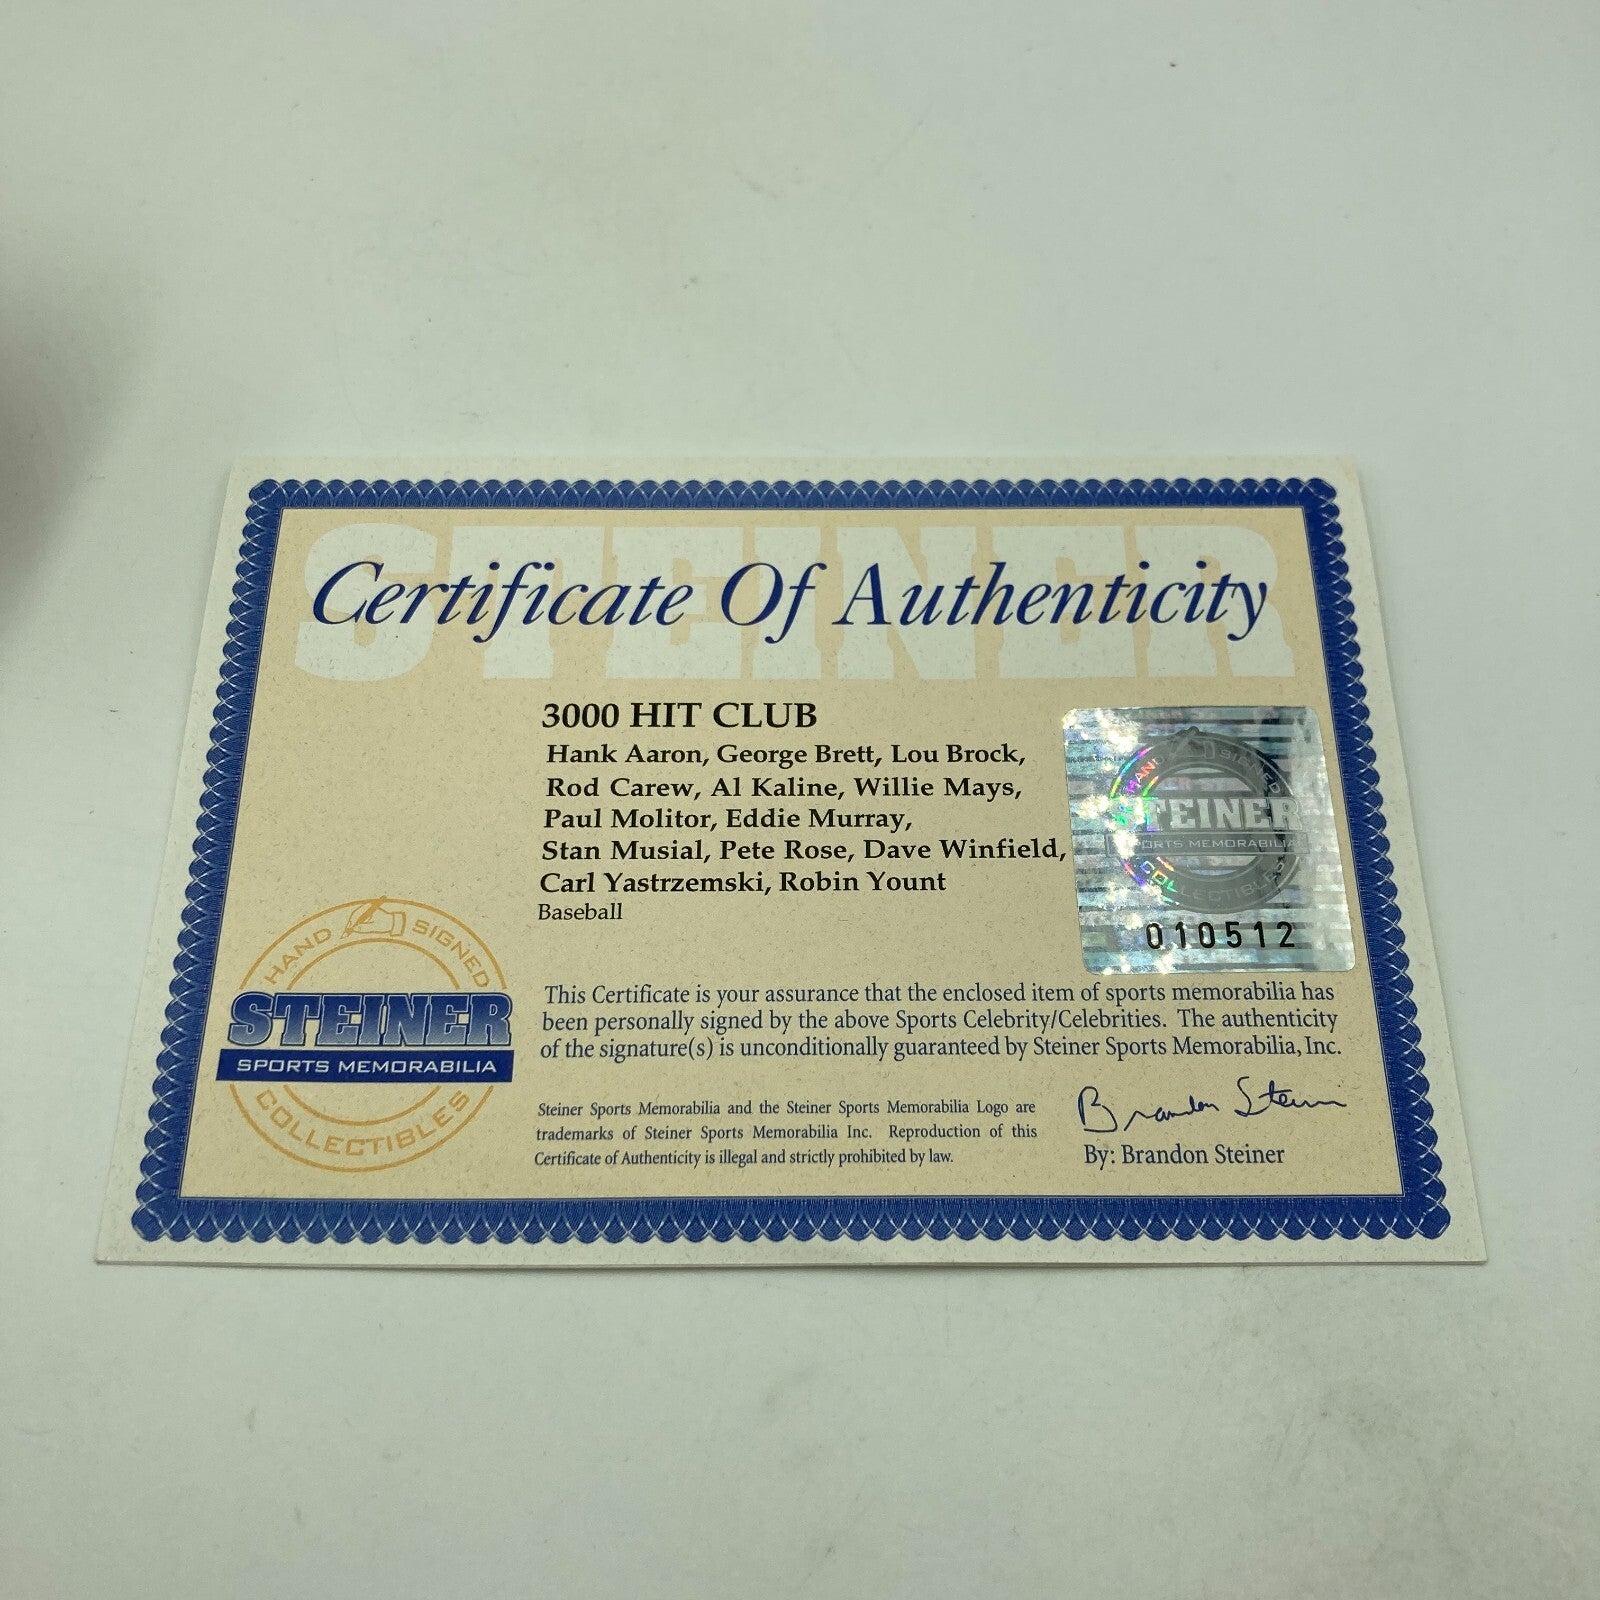 STEINER
Certificate Of Authenticity
3000 HIT CLUB
Hank Aaron, George Brett, Lou Brock,
Rod Carew, Al Kaline, Willie Mays,
Paul Molitor, Eddie Murray,
Stan Musial, Pete Rose, Dave Winfield,
Carl Yastrzemski, Robin Yount
Baseball
HAND SIGNED
STEINER
SPORTS MEMORABILIA
COLLECTIBLES
010512
HAND SIGNED
STEINER
SPORTS MEMORABILIA
COLLECTIBLES
This Certificate is your assurance that the enclosed item of sports memorabilia has
been personally signed by the above Sports Celebrity/Celebrities. The authenticity
of the signature(s) is unconditionally guaranteed by Steiner Sports Memorabilia, Inc.
Steiner Sports Memorabilia and the Steiner Sports Memorabilia Logo are
trademarks of Steiner Sports Memorabilia Inc. Reproduction of this
Certificate of Authenticity is illegal and strictly prohibited by law.
Brandon Steiner
By: Brandon Steiner